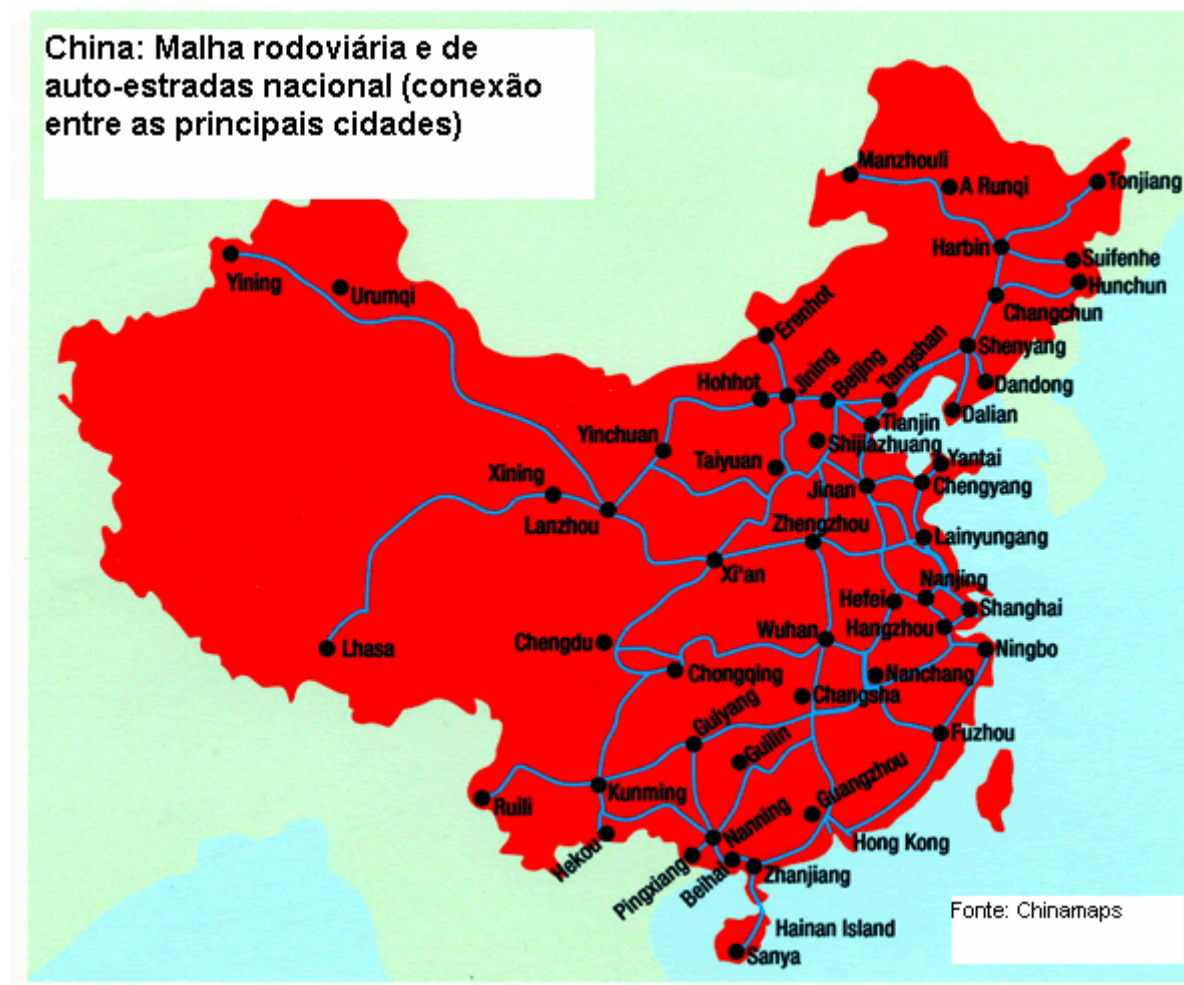 China: Malha rodoviária e de
auto-estradas nacional (conexão
entre as principais cidades)
Manzhouli
A Runqi
Tonjiang
Harbin
Suifenhe
Hunchun
Yining
Urumqi
Changchun
Erenhot
Shenyang
Hohhot
Jining
Beijing
Tangshan
Dandong
Dalian
Tianjin
Yinchuan
Shijiazhuang
Taiyuan
Yantai
Xining
Jinan
Chengyang
Lanzhou
Zhengzhou
Lainyungang
Xi'an
Nanjing
Hefei
Shanghai
Chengdu
Wuhan
Hangzhou
Lhasa
Ningbo
Chongqing
Nanchang
Changsha
Guiyang
Guilin
Fuzhou
Kunming
Guangzhou
Ruili
Nanning
Hekou
Hong Kong
Pingxiang
Beihai
Zhanjiang
Fonte: Chinamaps
Hainan Island
Sanya